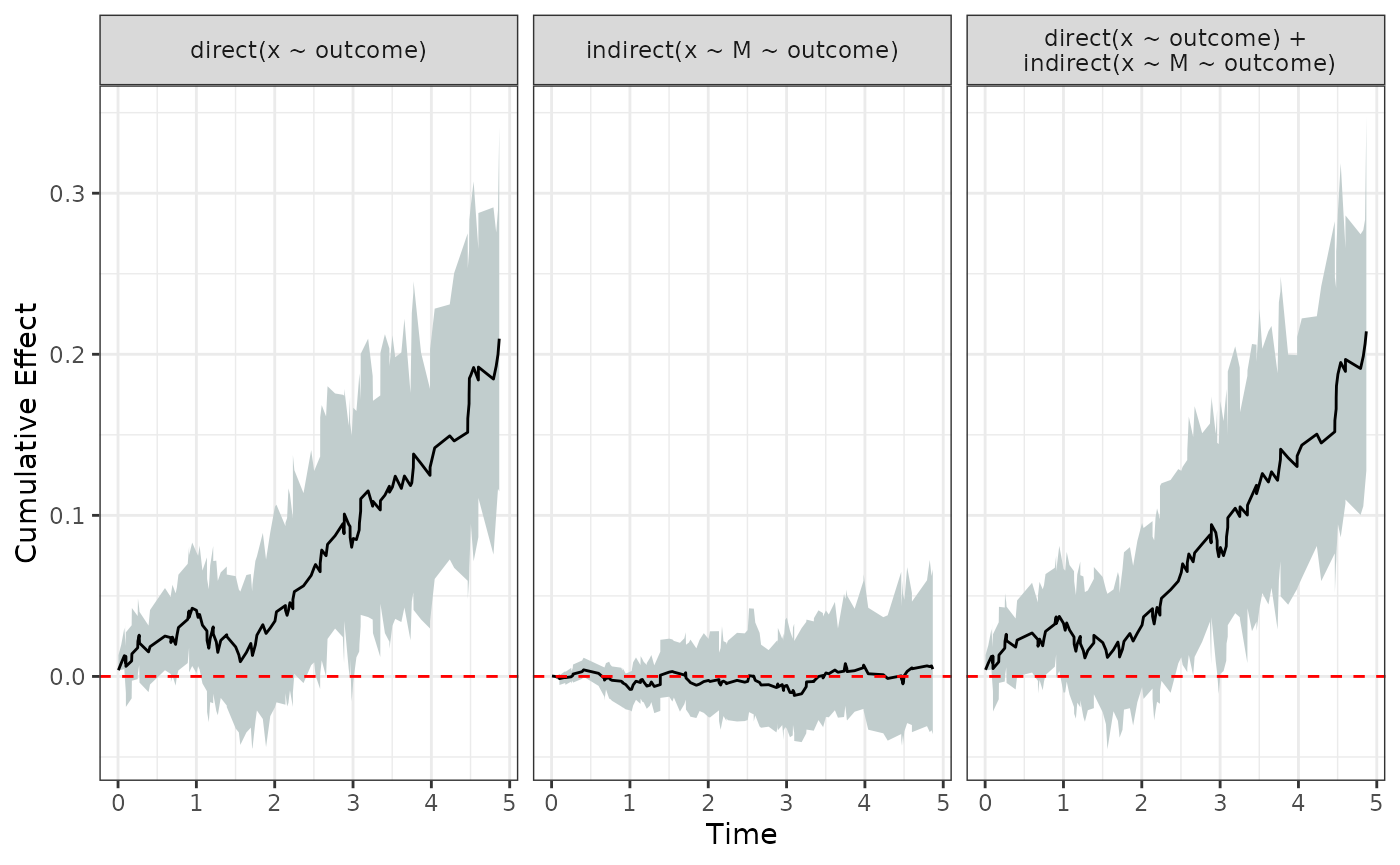 direct(x ~ outcome)
indirect(x ~ M ~ outcome)
direct(x ~ outcome) +
indirect(x ~ M ~ outcome)
Cumulative Effect
0.3
0.2
0.1
0.0
0 1 2 3 4 5
0 1 2 3 4 5
0 1 2 3 4 5
Time